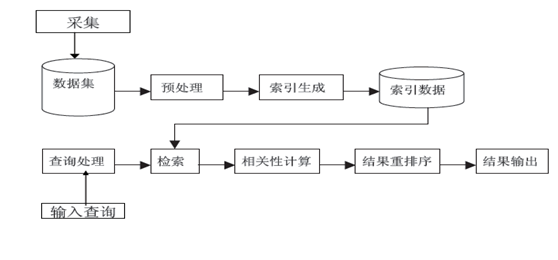 采集
数据集
预处理
索引生成
索引数据
查询处理
检索
相关性计算
结果重排序
结果输出
输入查询